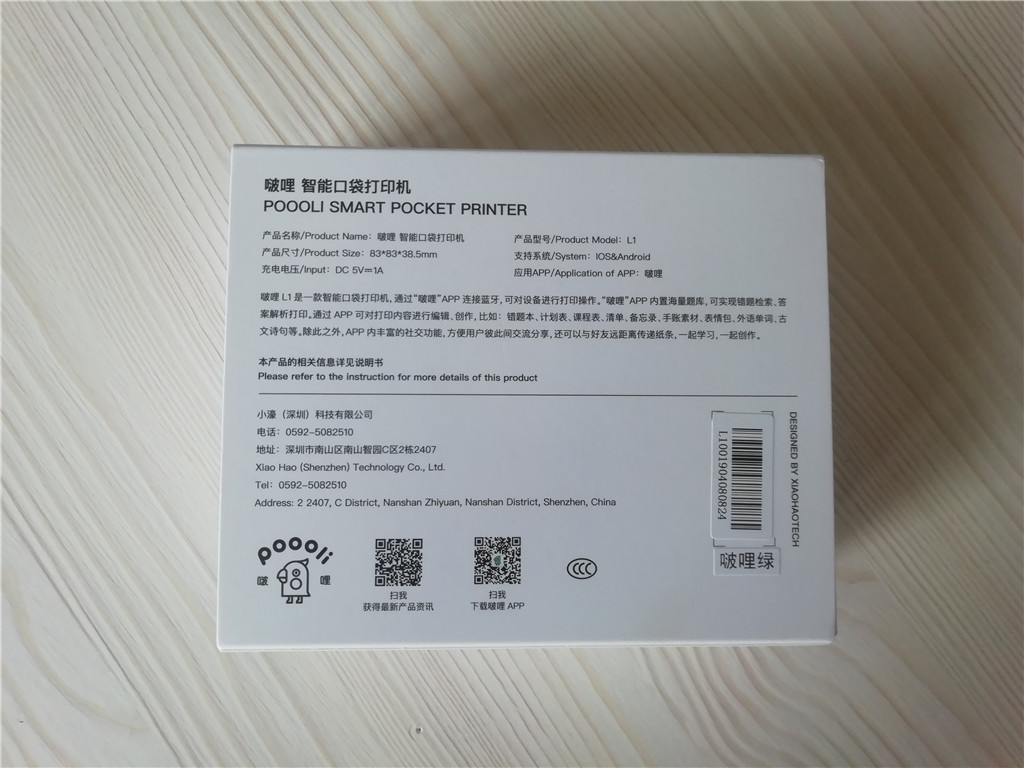 啵哩 智能口袋打印机
POOOLI SMART POCKET PRINTER
产品名称/Product Name：啵哩 智能口袋打印机
产品型号/Product Model：L1
产品尺寸/Product Size：83*83*38.5mm
支持系统/System：IOS&Android
充电电压/Input：DC 5V⎓1A
应用APP/Application of APP：啵哩
啵哩 L1 是一款智能口袋打印机，通过“啵哩”APP 连接蓝牙，可对设备进行打印操作。“啵哩”APP 内置海量题库，可实现错题检索、答
案解析打印。通过 APP 可对打印内容进行编辑、创作，比如：错题本、计划表、课程表、清单、备忘录、手账素材、表情包、外语单词、古
文诗句等。除此之外，APP 内丰富的社交功能，方便用户彼此间交流分享，还可以与好友远距离传递纸条，一起学习，一起创作。
本产品的相关信息详见说明书
Please refer to the instruction for more details of this product
小濠（深圳）科技有限公司
电话：0592-5082510
地址：深圳市南山区南山智园C区2栋2407
Xiao Hao (Shenzhen) Technology Co., Ltd.
Tel：0592-5082510
Address: 2 2407, C District, Nanshan Zhiyuan, Nanshan District, Shenzhen, China
L1001904080824
DESIGNED BY XIAOHAOTECH
啵哩绿
poooli
啵 哩
扫我
获得最新产品资讯
扫我
下载啵哩 APP
CCC